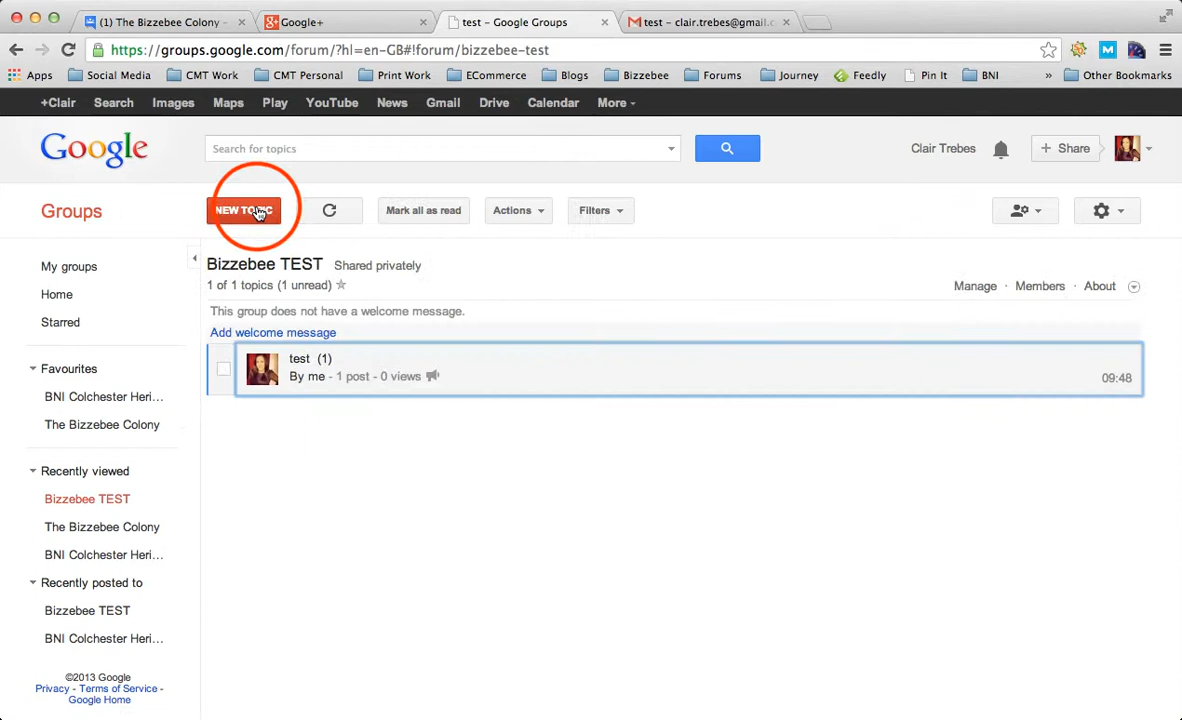 (1) The Bizzebee Colony -
Google+
test - Google Groups
test - clair.trebes@gmail.c
https://groups.google.com/forum/?hl=en-GB#!forum/bizzebee-test
Apps
Social Media
CMT Work
CMT Personal
Print Work
ECommerce
Blogs
Bizzebee
Forums
Journey
Feedly
Pin It
BNI
»
Other Bookmarks
+Clair
Search
Images
Maps
Play
YouTube
News
Gmail
Drive
Calendar
More
Google
Search for topics
Clair Trebes
+ Share
Groups
NEW TOPIC
Mark all as read
Actions
Filters
My groups
Home
Starred
Favourites
BNI Colchester Heri...
The Bizzebee Colony
Recently viewed
Bizzebee TEST
The Bizzebee Colony
BNI Colchester Heri...
Recently posted to
Bizzebee TEST
BNI Colchester Heri...
©2013 Google
Privacy - Terms of Service -
Google Home
Bizzebee TEST Shared privately
1 of 1 topics (1 unread)
Manage · Members · About
This group does not have a welcome message.
Add welcome message
test (1)
By me - 1 post - 0 views
09:48